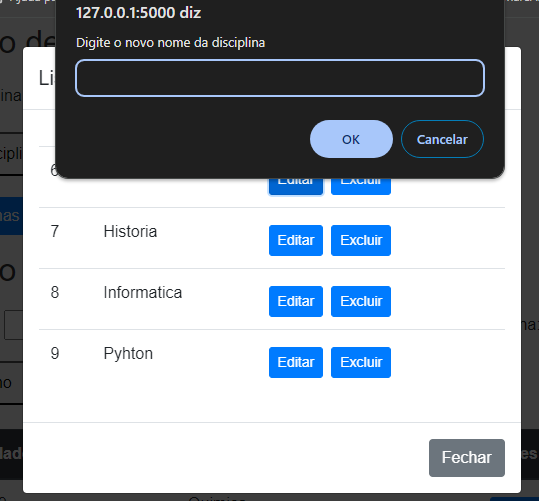 127.0.0.1:5000 diz
Digite o novo nome da disciplina
OK Cancelar
Li
6 Editar Excluir
7 Historia Editar Excluir
8 Informatica Editar Excluir
9 Pyhton Editar Excluir
Fechar